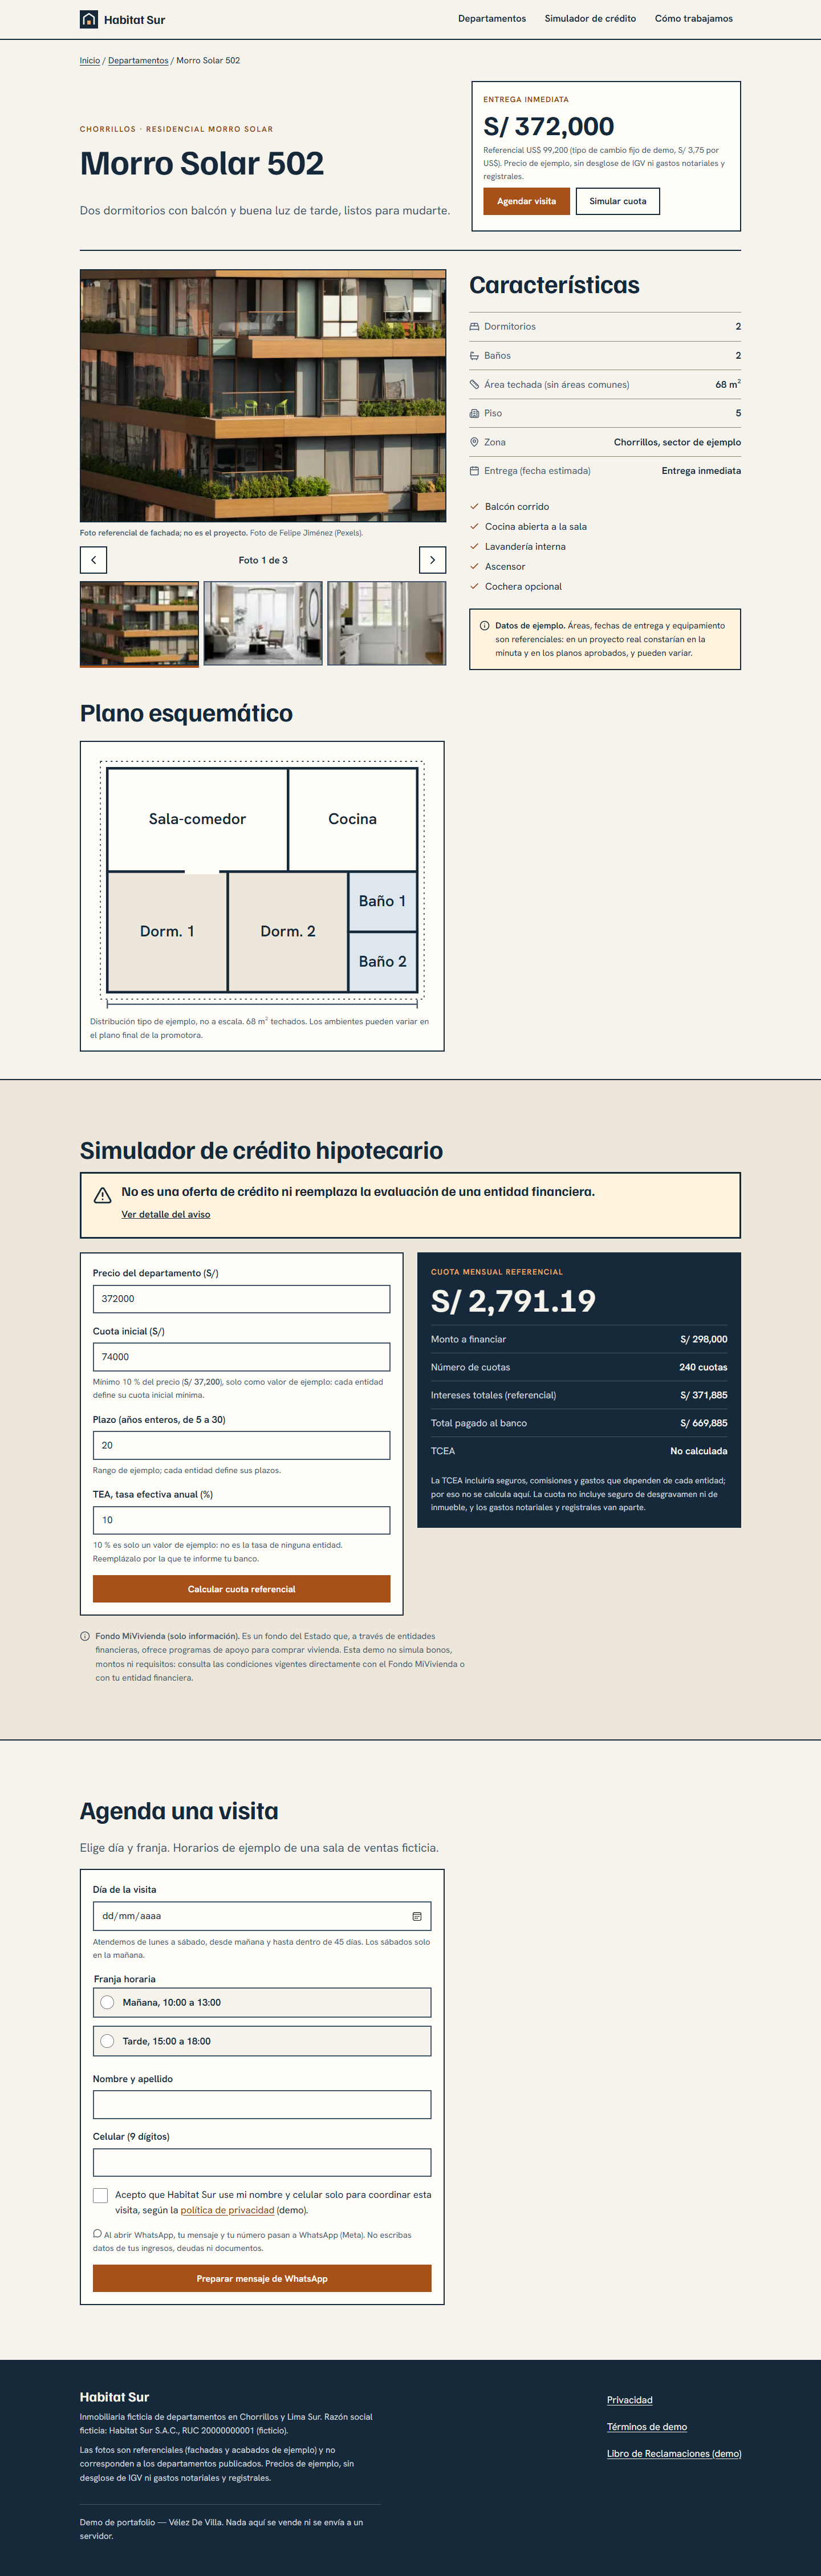 Habitat Sur
Departamentos
Simulador de crédito
Cómo trabajamos
Inicio / Departamentos / Morro Solar 502
CHORRILLOS · RESIDENCIAL MORRO SOLAR
Morro Solar 502
Dos dormitorios con balcón y buena luz de tarde, listos para mudarte.
ENTREGA INMEDIATA
S/ 372,000
Referencial US$ 99,200 (tipo de cambio fijo de demo, S/ 3,75 por
US$). Precio de ejemplo, sin desglose de IGV ni gastos notariales y
registrales.
Agendar visita
Simular cuota
Foto referencial de fachada; no es el proyecto. Foto de Felipe Jiménez (Pexels).
Foto 1 de 3
Características
Dormitorios 2
Baños 2
Área techada (sin áreas comunes) 68 m²
Piso 5
Zona Chorrillos, sector de ejemplo
Entrega (fecha estimada) Entrega inmediata
Balcón corrido
Cocina abierta a la sala
Lavandería interna
Ascensor
Cochera opcional
Datos de ejemplo. Áreas, fechas de entrega y equipamiento
son referenciales: en un proyecto real constarían en la
minuta y en los planos aprobados, y pueden variar.
Plano esquemático
Sala-comedor
Cocina
Dorm. 1
Dorm. 2
Baño 1
Baño 2
Distribución tipo de ejemplo, no a escala. 68 m² techados. Los ambientes pueden variar en
el plano final de la promotora.
Simulador de crédito hipotecario
No es una oferta de crédito ni reemplaza la evaluación de una entidad financiera.
Ver detalle del aviso
Precio del departamento (S/)
372000
Cuota inicial (S/)
74000
Mínimo 10 % del precio (S/ 37,200), solo como valor de ejemplo: cada entidad
define su cuota inicial mínima.
Plazo (años enteros, de 5 a 30)
20
Rango de ejemplo; cada entidad define sus plazos.
TEA, tasa efectiva anual (%)
10
10 % es solo un valor de ejemplo: no es la tasa de ninguna entidad.
Reemplázalo por la que te informe tu banco.
Calcular cuota referencial
CUOTA MENSUAL REFERENCIAL
S/ 2,791.19
Monto a financiar S/ 298,000
Número de cuotas 240 cuotas
Intereses totales (referencial) S/ 371,885
Total pagado al banco S/ 669,885
TCEA No calculada
La TCEA incluiría seguros, comisiones y gastos que dependen de cada entidad;
por eso no se calcula aquí. La cuota no incluye seguro de desgravamen ni de
inmueble, y los gastos notariales y registrales van aparte.
Fondo MiVivienda (solo información). Es un fondo del Estado que, a través de entidades
financieras, ofrece programas de apoyo para comprar vivienda. Esta demo no simula bonos,
montos ni requisitos: consulta las condiciones vigentes directamente con el Fondo MiVivienda o
con tu entidad financiera.
Agenda una visita
Elige día y franja. Horarios de ejemplo de una sala de ventas ficticia.
Día de la visita
dd/mm/aaaa
Atendemos de lunes a sábado, desde mañana y hasta dentro de 45 días. Los sábados solo
en la mañana.
Franja horaria
Mañana, 10:00 a 13:00
Tarde, 15:00 a 18:00
Nombre y apellido
Celular (9 dígitos)
Acepto que Habitat Sur use mi nombre y celular solo para coordinar esta
visita, según la política de privacidad (demo).
Al abrir WhatsApp, tu mensaje y tu número pasan a WhatsApp (Meta). No escribas
datos de tus ingresos, deudas ni documentos.
Preparar mensaje de WhatsApp
Habitat Sur
Inmobiliaria ficticia de departamentos en Chorrillos y Lima Sur. Razón social
ficticia: Habitat Sur S.A.C., RUC 20000000001 (ficticio).
Las fotos son referenciales (fachadas y acabados de ejemplo) y no
corresponden a los departamentos publicados. Precios de ejemplo, sin
desglose de IGV ni gastos notariales y registrales.
Demo de portafolio — Vélez De Villa. Nada aquí se vende ni se envía a un
servidor.
Privacidad
Términos de demo
Libro de Reclamaciones (demo)